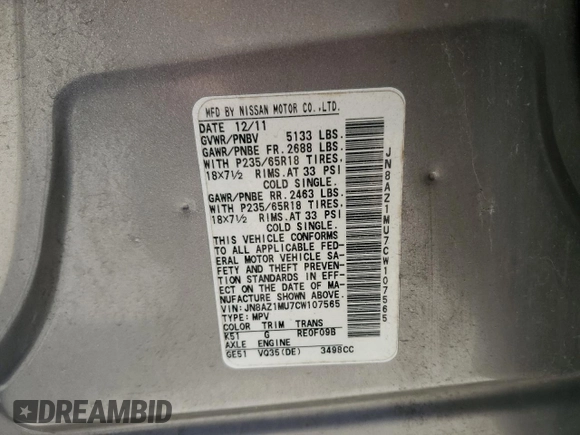 MFD BY NISSAN MOTOR CO.,LTD.
DATE 12/11
GVWR/PNBV 5133 LBS.
GAWR/PNBE FR. 2688 LBS.
WITH P235/65R18 TIRES.
18×7½ RIMS. AT 33 PSI
COLD SINGLE.
GAWR/PNBE RR. 2463 LBS.
WITH P235/65R18 TIRES.
18×7½ RIMS. AT 33 PSI
COLD SINGLE.
THIS VEHICLE CONFORMS
TO ALL APPLICABLE FED-
ERAL MOTOR VEHICLE SA-
FETY AND THEFT PREVEN-
TION STANDARDS IN EFF-
ECT ON THE DATE OF MA-
NUFACTURE SHOWN ABOVE.
VIN: JN8AZ1MU7CW107565
TYPE: MPV
COLOR TRIM TRANS
K51 G RE0F09B
AXLE ENGINE
GE51 VQ35(DE) 3498CC
JN8AZ1MU7CW107565
DREAMBID